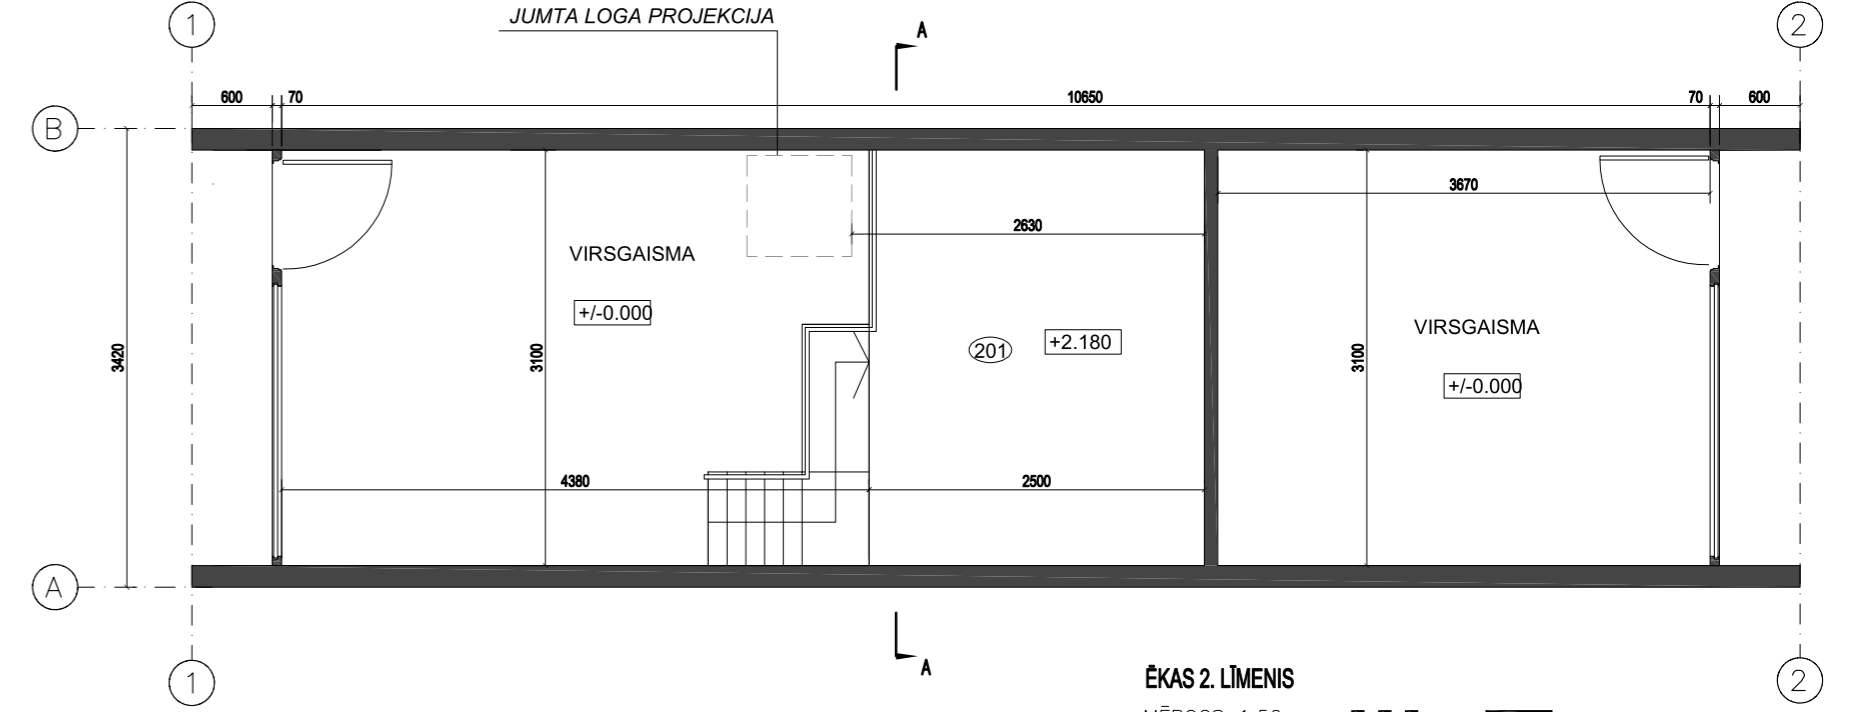 1
JUMTA LOGA PROJEKCIJA
A
2
600
70
10650
70
600
B
3670
2630
VIRSGAISMA
+/-0.000
VIRSGAISMA
201
+2.180
3420
3100
3100
+/-0.000
4380
2500
A
A
1
ĒKAS 2. LĪMENIS
2